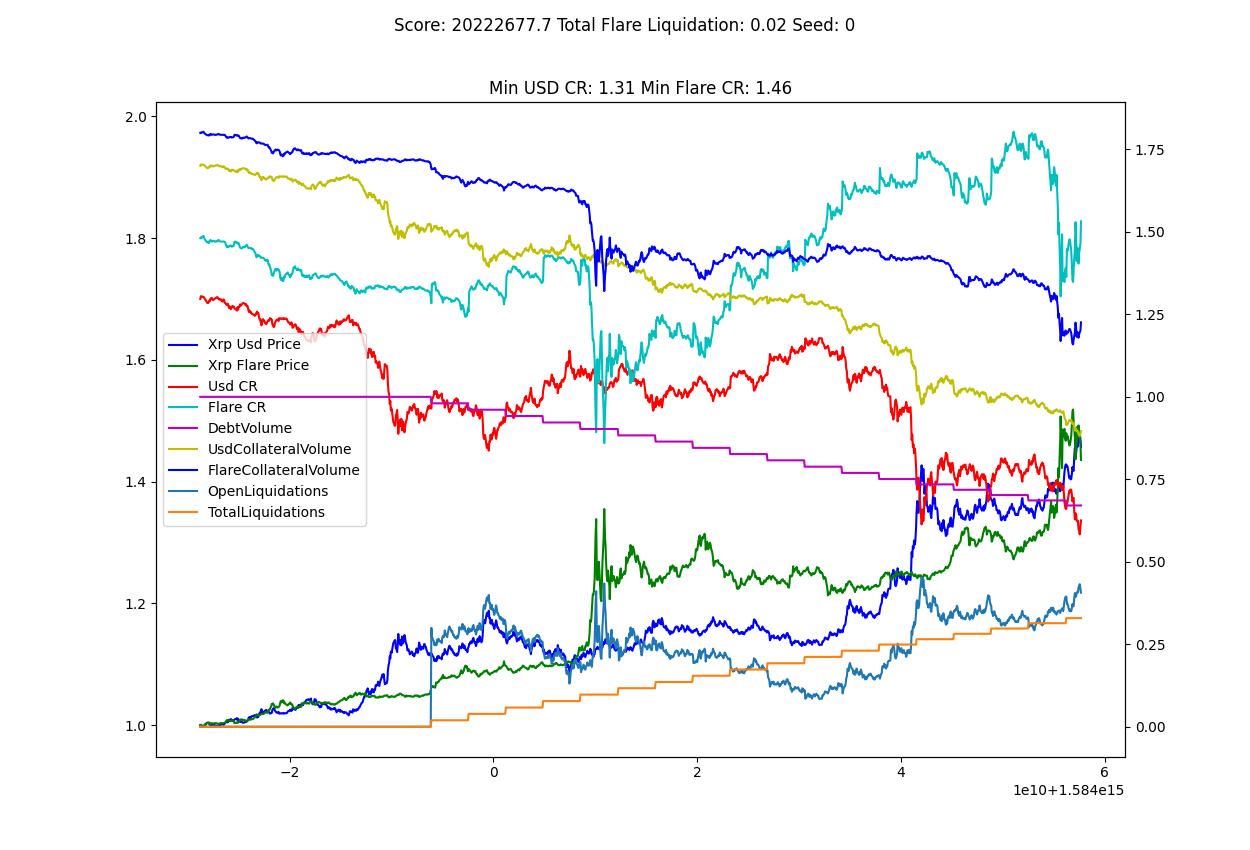 Score: 20222677.7 Total Flare Liquidation: 0.02 Seed: 0
Min USD CR: 1.31 Min Flare CR: 1.46
2.0
1.8
1.6
1.4
1.2
1.0
1.75
1.50
1.25
1.00
0.75
0.50
0.25
0.00
Xrp Usd Price
Xrp Flare Price
Usd CR
Flare CR
DebtVolume
UsdCollateralVolume
FlareCollateralVolume
OpenLiquidations
TotalLiquidations
−2 0 2 4 6
1e10+1.584e15